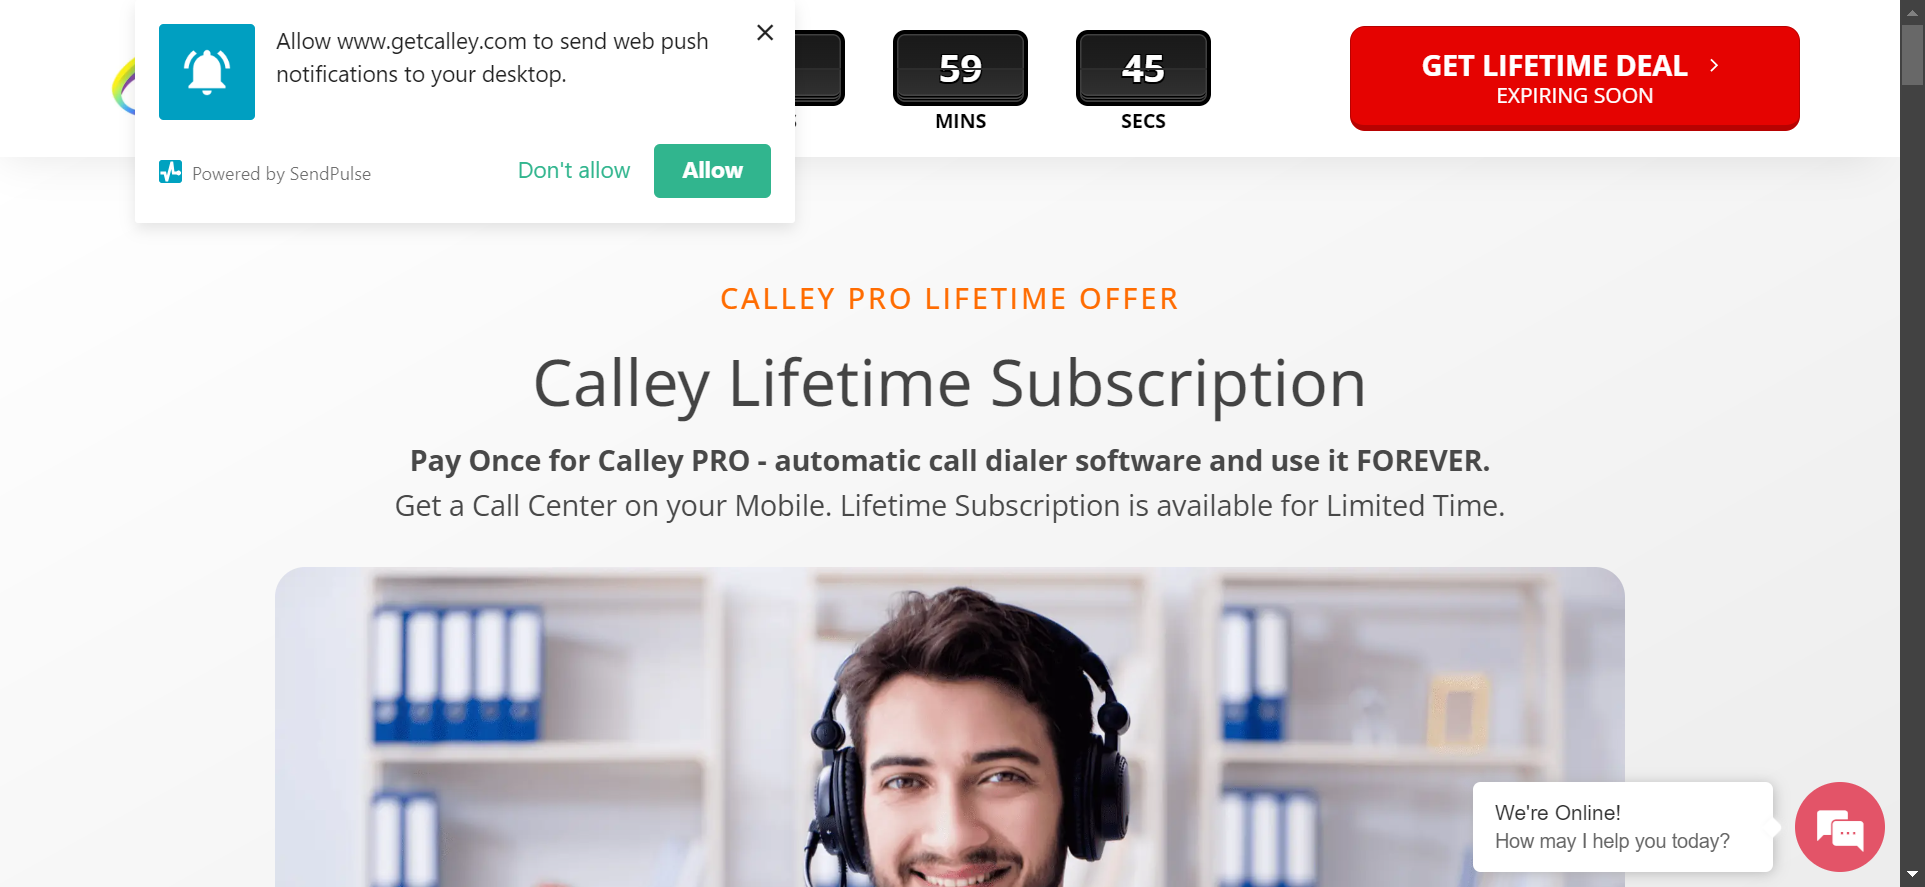 Allow www.getcalley.com to send web push
notifications to your desktop.
Powered by SendPulse
Don't allow
Allow
59
MINS
45
SECS
GET LIFETIME DEAL
EXPIRING SOON
CALLEY PRO LIFETIME OFFER
Calley Lifetime Subscription
Pay Once for Calley PRO - automatic call dialer software and use it FOREVER.
Get a Call Center on your Mobile. Lifetime Subscription is available for Limited Time.
We're Online!
How may I help you today?